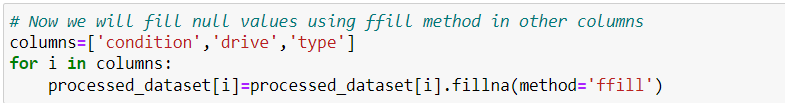 # Now we will fill null values using ffill method in other columns
columns=['condition','drive','type']
for i in columns:
    processed_dataset[i]=processed_dataset[i].fillna(method='ffill')